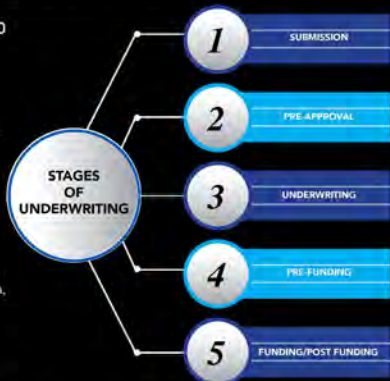 STAGES
OF
UNDERWRITING
1 SUBMISSION
2 PRE-APPROVAL
3 UNDERWRITING
4 PRE-FUNDING
5 FUNDING/POST FUNDING